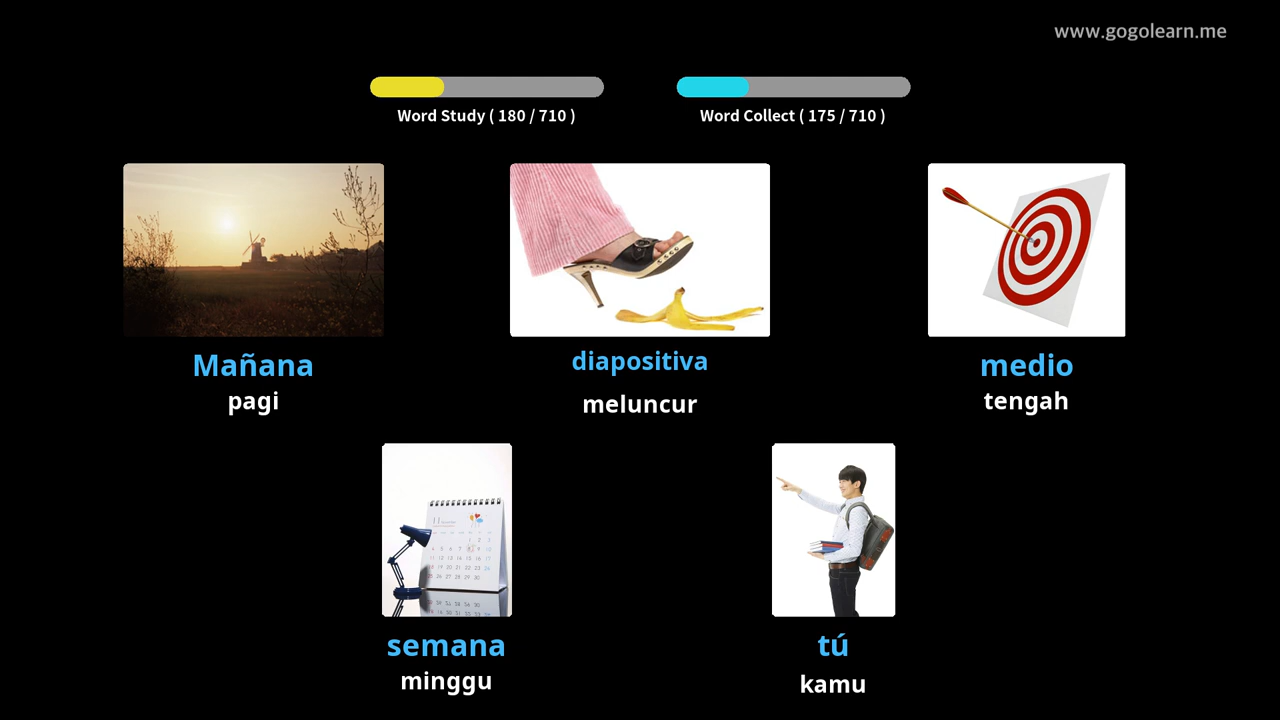 www.gogolearn.me
Word Study ( 180 / 710 )
Word Collect ( 175 / 710 )
Mañana
pagi
diapositiva
meluncur
medio
tengah
semana
minggu
tú
kamu